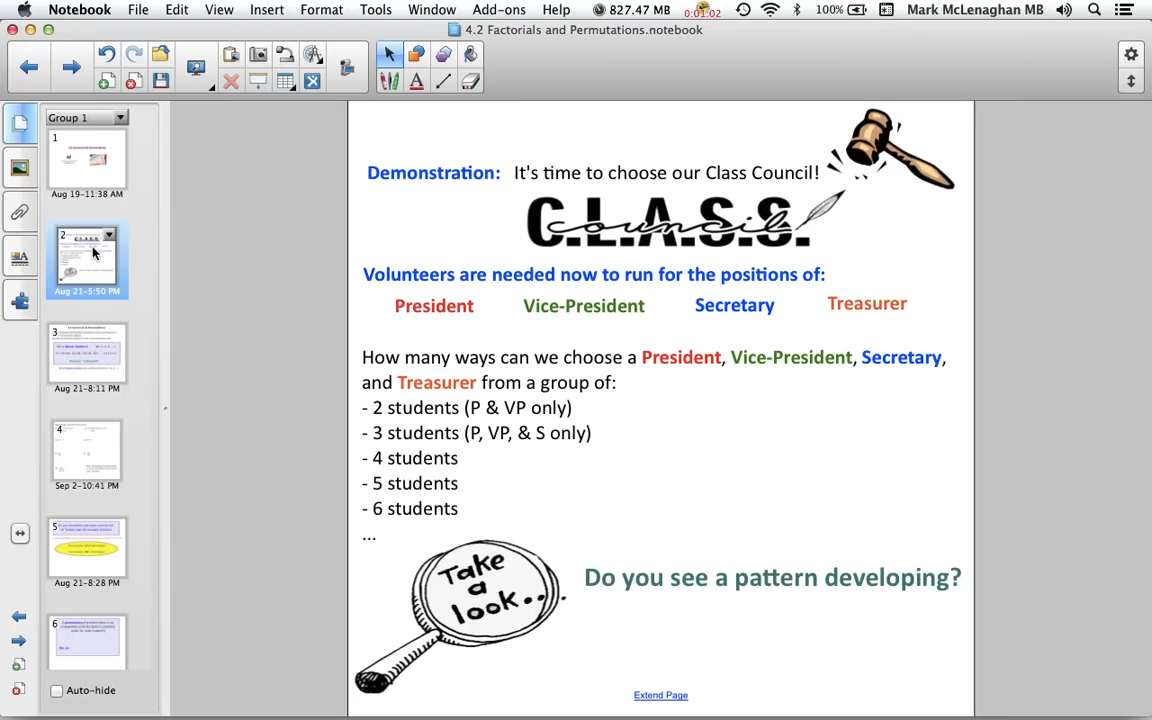 Notebook File Edit View Insert Format Tools Window Add-ons Help 827.47 MB 0:01:02 100% Mark McLenaghan MB
4.2 Factorials and Permutations.notebook
Group 1
1
Aug 19-11:38 AM
2
Aug 21-5:50 PM
3
Aug 21-8:11 PM
4
Sep 2-10:41 PM
5
Aug 21-8:28 PM
6
Auto-hide
Demonstration: It's time to choose our Class Council!
C.L.A.S.S.
council
Volunteers are needed now to run for the positions of:
President Vice-President Secretary Treasurer
How many ways can we choose a President, Vice-President, Secretary,
and Treasurer from a group of:
- 2 students (P & VP only)
- 3 students (P, VP, & S only)
- 4 students
- 5 students
- 6 students
...
Take
a
look...
Do you see a pattern developing?
Extend Page